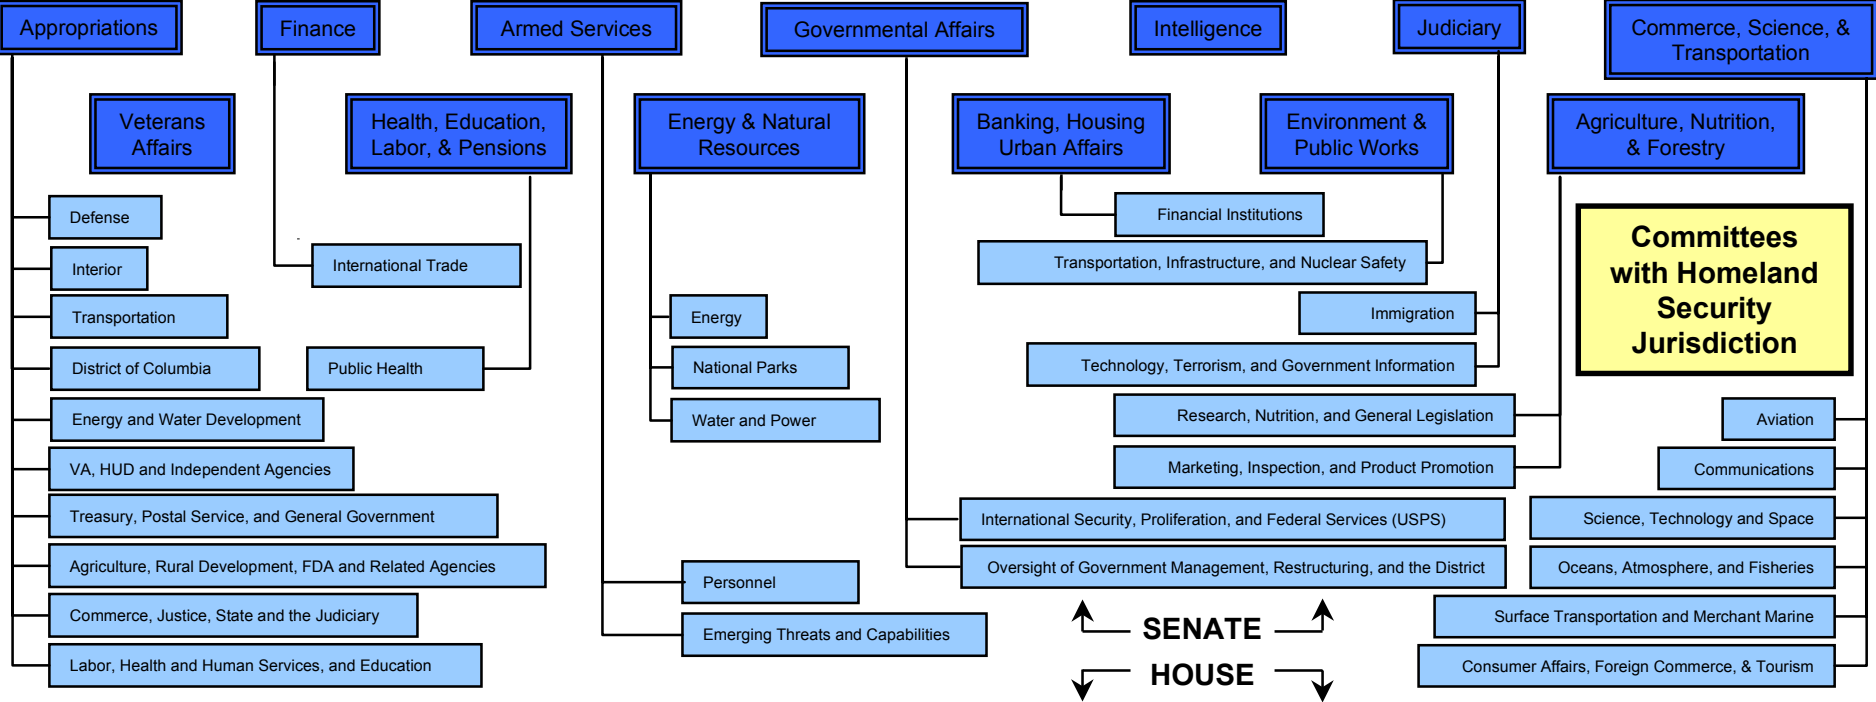 Appropriations
Finance
Armed Services
Governmental Affairs
Intelligence
Judiciary
Commerce, Science, &
Transportation
Veterans
Affairs
Health, Education,
Labor, & Pensions
Energy & Natural
Resources
Banking, Housing
Urban Affairs
Environment &
Public Works
Agriculture, Nutrition,
& Forestry
Defense
Interior
Transportation
District of Columbia
Energy and Water Development
VA, HUD and Independent Agencies
Treasury, Postal Service, and General Government
Agriculture, Rural Development, FDA and Related Agencies
Commerce, Justice, State and the Judiciary
Labor, Health and Human Services, and Education
International Trade
Public Health
Energy
National Parks
Water and Power
Personnel
Emerging Threats and Capabilities
Financial Institutions
Transportation, Infrastructure, and Nuclear Safety
Immigration
Technology, Terrorism, and Government Information
Research, Nutrition, and General Legislation
Marketing, Inspection, and Product Promotion
International Security, Proliferation, and Federal Services (USPS)
Oversight of Government Management, Restructuring, and the District
Committees
with Homeland
Security
Jurisdiction
Aviation
Communications
Science, Technology and Space
Oceans, Atmosphere, and Fisheries
Surface Transportation and Merchant Marine
Consumer Affairs, Foreign Commerce, & Tourism
SENATE
HOUSE